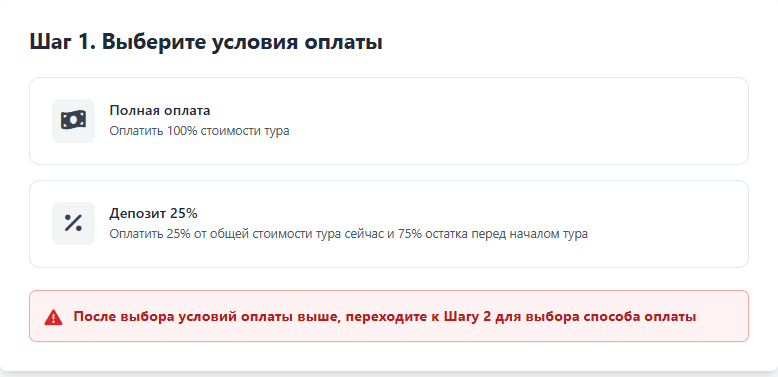 Шаг 1. Выберите условия оплаты
Полная оплата
Оплатить 100% стоимости тура
Депозит 25%
Оплатить 25% от общей стоимости тура сейчас и 75% остатка перед началом тура
После выбора условий оплаты выше, переходите к Шагу 2 для выбора способа оплаты